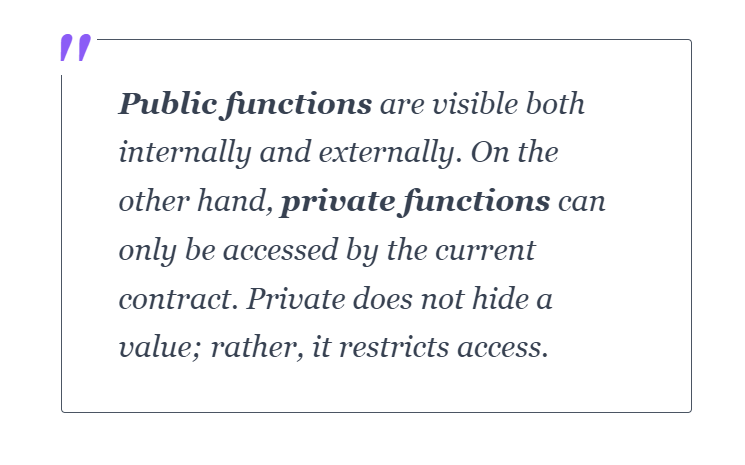 "
Public functions are visible both
internally and externally. On the
other hand, private functions can
only be accessed by the current
contract. Private does not hide a
value; rather, it restricts access.